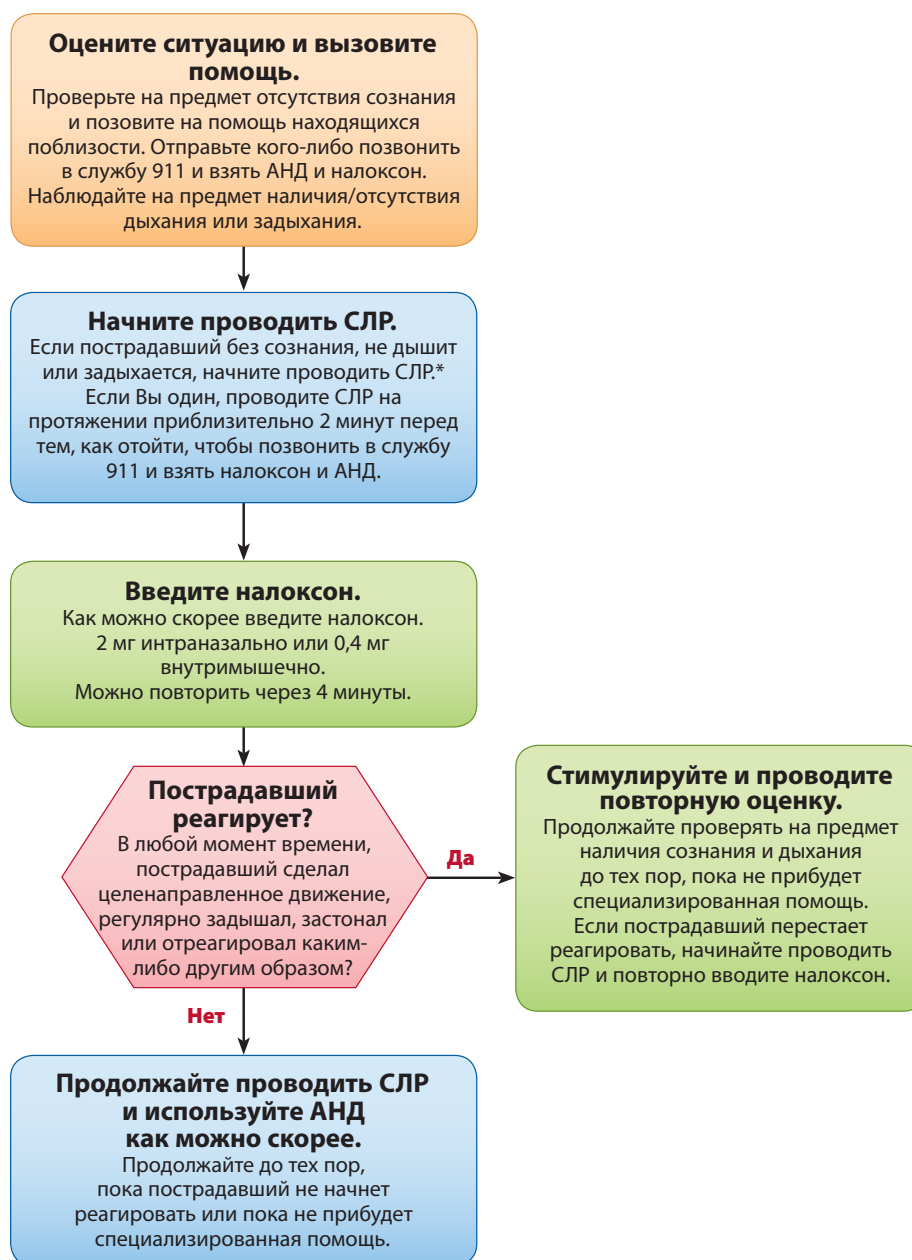 Оцените ситуацию и вызовите
помощь.
Проверьте на предмет отсутствия сознания
и позовите на помощь находящихся
поблизости. Отправьте кого-либо позвонить
в службу 911 и взять АНД и налоксон.
Наблюдайте на предмет наличия/отсутствия
дыхания или задыхания.
Начните проводить СЛР.
Если пострадавший без сознания, не дышит
или задыхается, начните проводить СЛР.*
Если Вы один, проводите СЛР на
протяжении приблизительно 2 минут перед
тем, как отойти, чтобы позвонить в службу
911 и взять налоксон и АНД.
Введите налоксон.
Как можно скорее введите налоксон.
2 мг интраназально или 0,4 мг
внутримышечно.
Можно повторить через 4 минуты.
Пострадавший
реагирует?
В любой момент времени,
пострадавший сделал
целенаправленное движение,
регулярно задышал, застонал
или отреагировал каким-
либо другим образом?
Да
Стимулируйте и проводите
повторную оценку.
Продолжайте проверять на предмет
наличия сознания и дыхания
до тех пор, пока не прибудет
специализированная помощь.
Если пострадавший перестает
реагировать, начинайте проводить
СЛР и повторно вводите налоксон.
Нет
Продолжайте проводить СЛР
и используйте АНД
как можно скорее.
Продолжайте до тех пор,
пока пострадавший не начнет
реагировать или пока не прибудет
специализированная помощь.